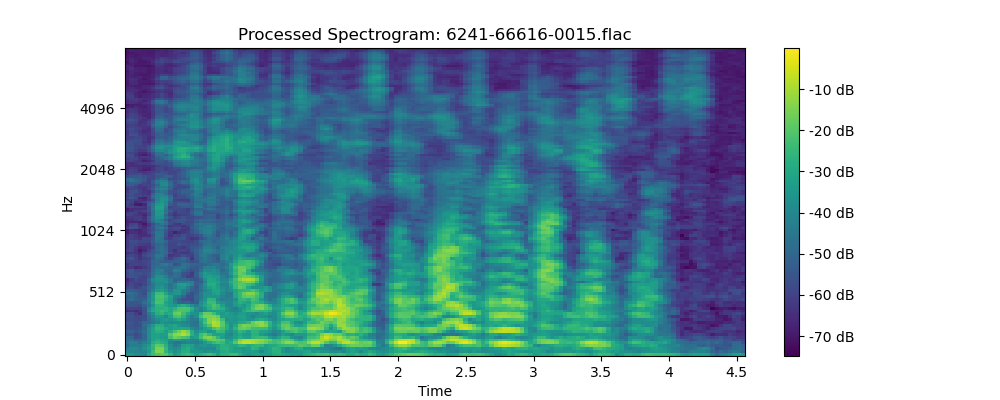 Processed Spectrogram: 6241-66616-0015.flac
Hz
4096
2048
1024
512
0
0 0.5 1 1.5 2 2.5 3 3.5 4 4.5
Time
-10 dB
-20 dB
-30 dB
-40 dB
-50 dB
-60 dB
-70 dB